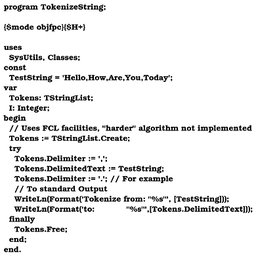 program TokenizeString;

{$mode objfpc}{$H+}

uses
  SysUtils, Classes;
const
  TestString = 'Hello,How,Are,You,Today';
var
  Tokens: TStringList;
  I: Integer;
begin
  // Uses FCL facilities, "harder" algorithm not implemented
  Tokens := TStringList.Create;
  try
    Tokens.Delimiter := ',';
    Tokens.DelimitedText := TestString;
    Tokens.Delimiter := '.'; // For example
    // To standard Output
    WriteLn(Format('Tokenize from: "%s"', [TestString]));
    WriteLn(Format('to:            "%s"',[Tokens.DelimitedText]));
  finally
    Tokens.Free;
  end;
end.